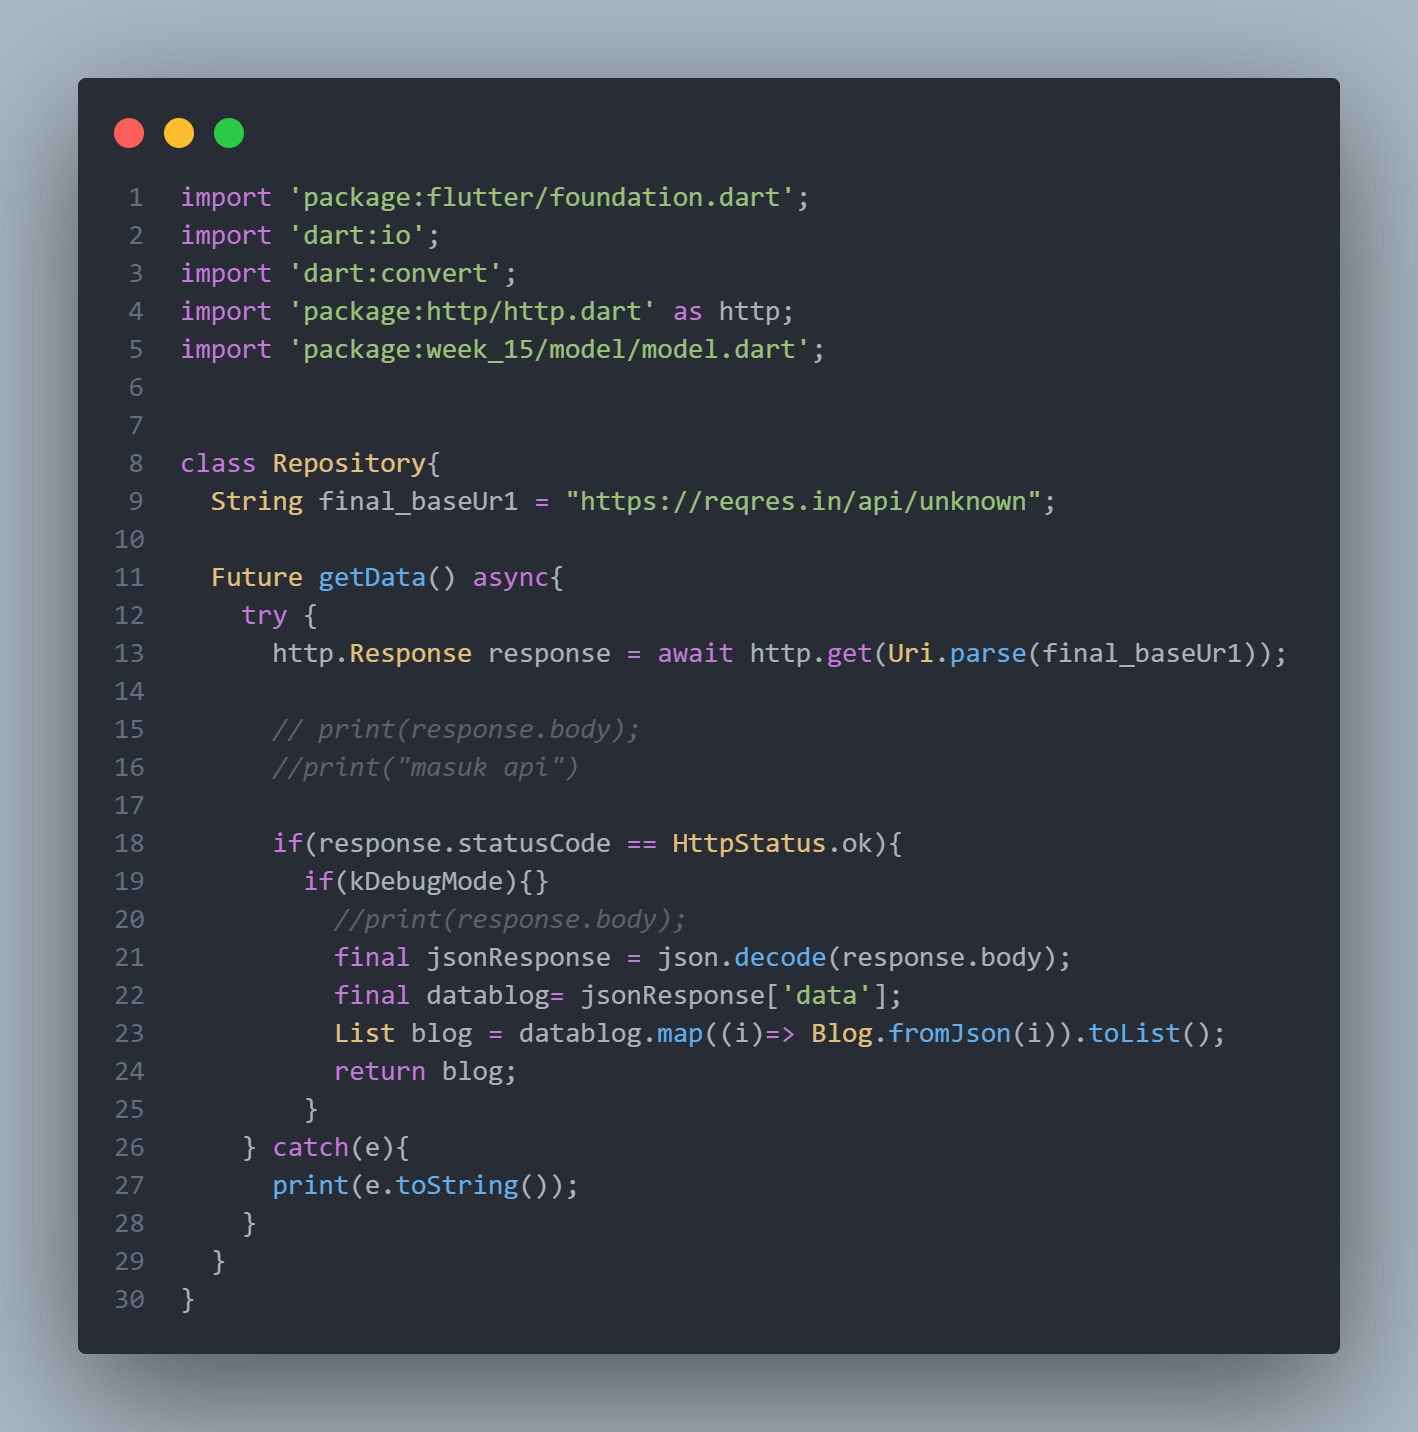 1 import 'package:flutter/foundation.dart';
2 import 'dart:io';
3 import 'dart:convert';
4 import 'package:http/http.dart' as http;
5 import 'package:week_15/model/model.dart';
6
7
8 class Repository{
9   String final_baseUr1 = "https://reqres.in/api/unknown";
10
11   Future getData() async{
12     try {
13       http.Response response = await http.get(Uri.parse(final_baseUr1));
14
15       // print(response.body);
16       //print("masuk api")
17
18       if(response.statusCode == HttpStatus.ok){
19         if(kDebugMode){}
20           //print(response.body);
21           final jsonResponse = json.decode(response.body);
22           final datablog= jsonResponse['data'];
23           List blog = datablog.map((i)=> Blog.fromJson(i)).toList();
24           return blog;
25         }
26     } catch(e){
27       print(e.toString());
28     }
29   }
30 }